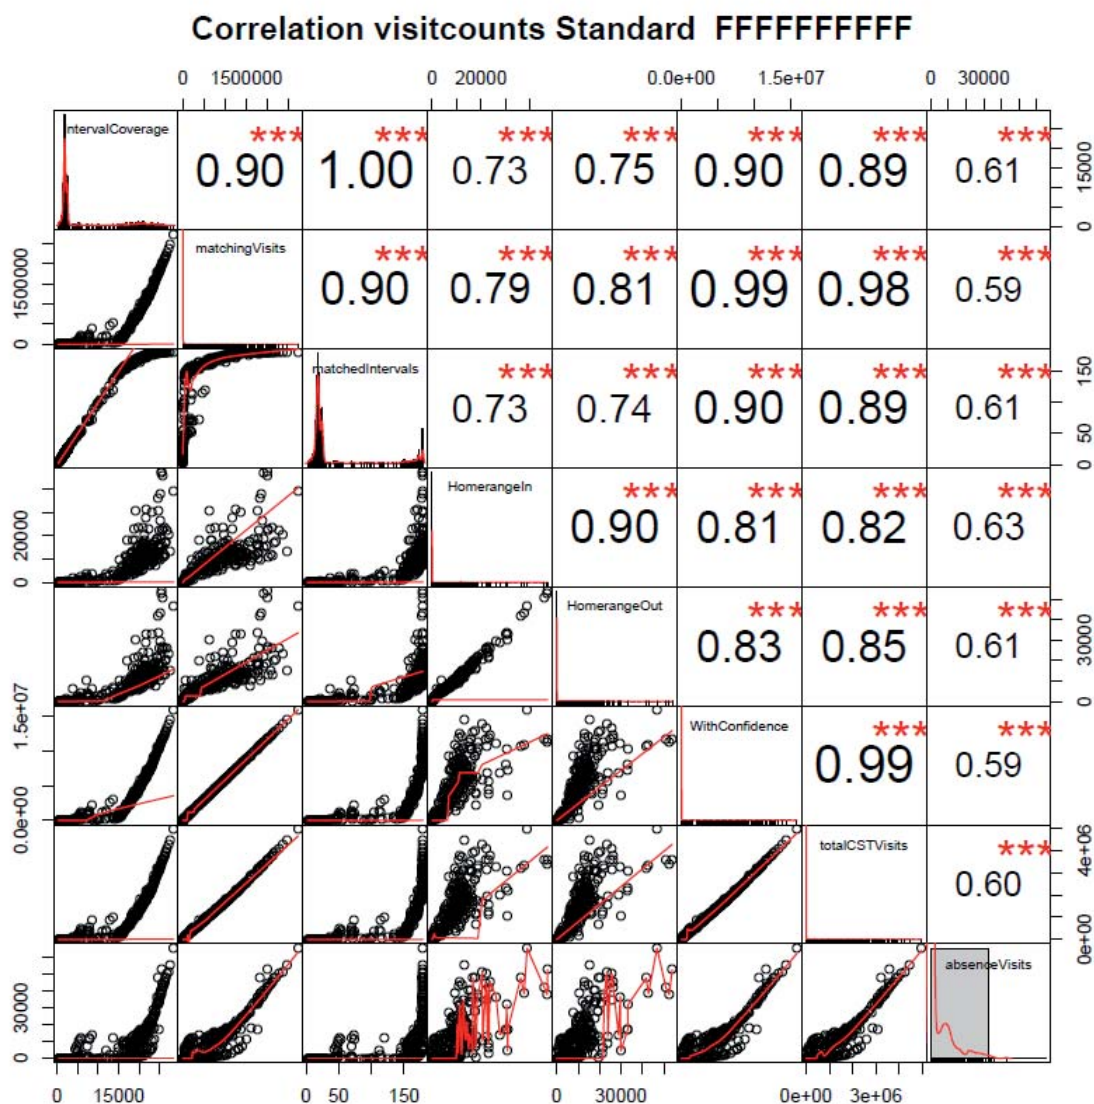 Correlation visitcounts Standard FFFFFFFFFF
0 1500000 0 20000 0.0e+00 1.5e+07 0 30000
ntervalCoverage *** *** *** *** *** *** ***
0.90 1.00 0.73 0.75 0.90 0.89 0.61
0 15000
matchingVisits *** *** *** *** *** ***
0.90 0.79 0.81 0.99 0.98 0.59
0 1500000
matchedIntervals *** *** *** *** ***
0.73 0.74 0.90 0.89 0.61
0 50 150
HomerangeIn *** *** *** ***
0.90 0.81 0.82 0.63
0 20000
HomerangeOut *** *** ***
0.83 0.85 0.61
0 30000
WithConfidence *** ***
0.99 0.59
0.0e+00 1.5e+07
totalCSTVisits ***
0.60
0e+00 4e+06
absenceVisits
0 30000
0 15000 0 50 150 0 30000 0e+00 3e+06